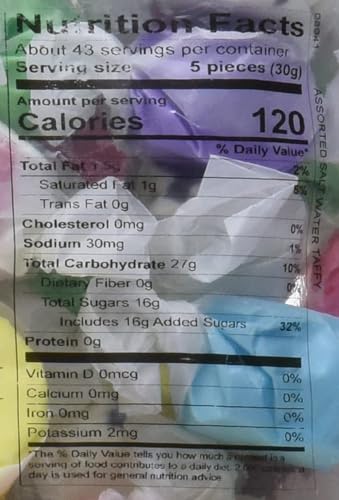 Nutrition Facts
About 43 servings per container
Serving size 5 pieces (30g)
Amount per serving
Calories 120
% Daily Value*
Total Fat 1.5g 2%
Saturated Fat 1g 5%
Trans Fat 0g
Cholesterol 0mg 0%
Sodium 30mg 1%
Total Carbohydrate 27g 10%
Dietary Fiber 0g 0%
Total Sugars 16g
Includes 16g Added Sugars 32%
Protein 0g
Vitamin D 0mcg 0%
Calcium 0mg 0%
Iron 0mg 0%
Potassium 2mg 0%
*The % Daily Value tells you how much a in a
serving of food contributes to a daily diet. a
day is used for general nutrition advice
ASSORTED SALT WATER TAFFY